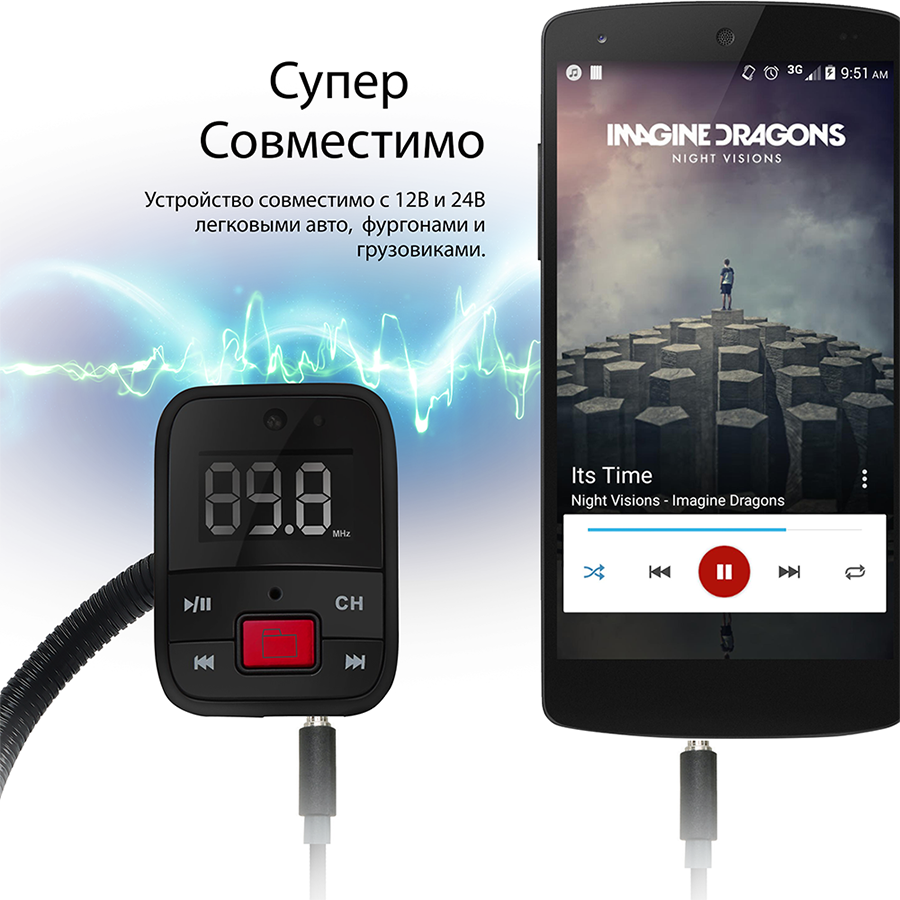 Супер
Совместимо
Устройство совместимо с 12В и 24В
легковыми авто, фургонами и
грузовиками.
3G
9:51 AM
IMAGINE DRAGONS
NIGHT VISIONS
Its Time
Night Visions - Imagine Dragons
89.8
MHz
CH